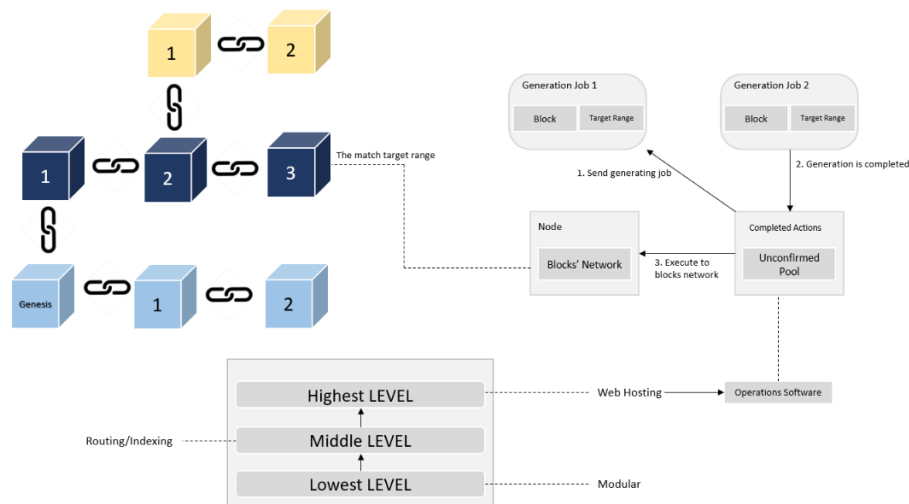 1
2
Generation Job 1
Block
Target Range
Generation Job 2
Block
Target Range
1
2
3
The match target range
1. Send generating job
2. Generation is completed
Node
Blocks' Network
3. Execute to
blocks network
Completed Actions
Unconfirmed
Pool
Genesis
1
2
Highest LEVEL
Web Hosting
Operations Software
Routing/Indexing
Middle LEVEL
Lowest LEVEL
Modular